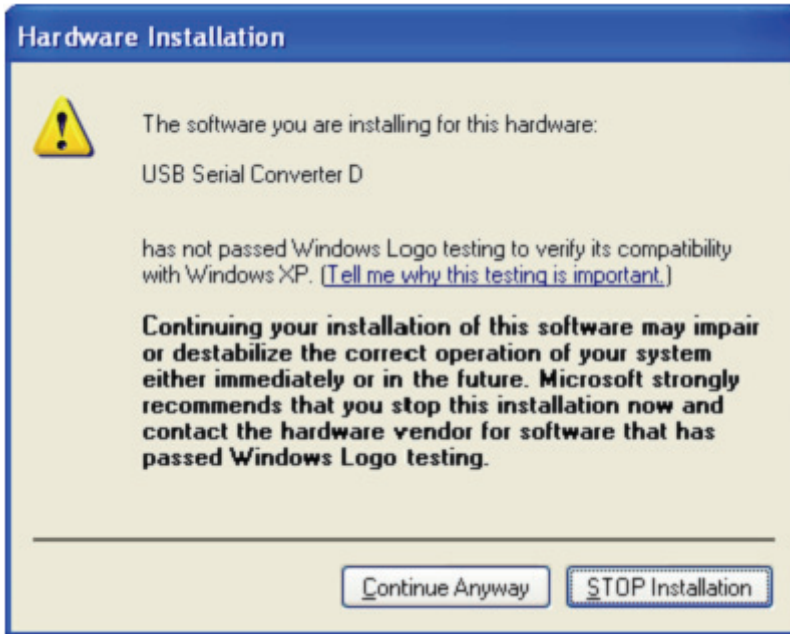 Hardware Installation
The software you are installing for this hardware:
USB Serial Converter D
has not passed Windows Logo testing to verify its compatibility
with Windows XP. (Tell me why this testing is important.)
Continuing your installation of this software may impair
or destabilize the correct operation of your system
either immediately or in the future. Microsoft strongly
recommends that you stop this installation now and
contact the hardware vendor for software that has
passed Windows Logo testing.
Continue Anyway
STOP Installation